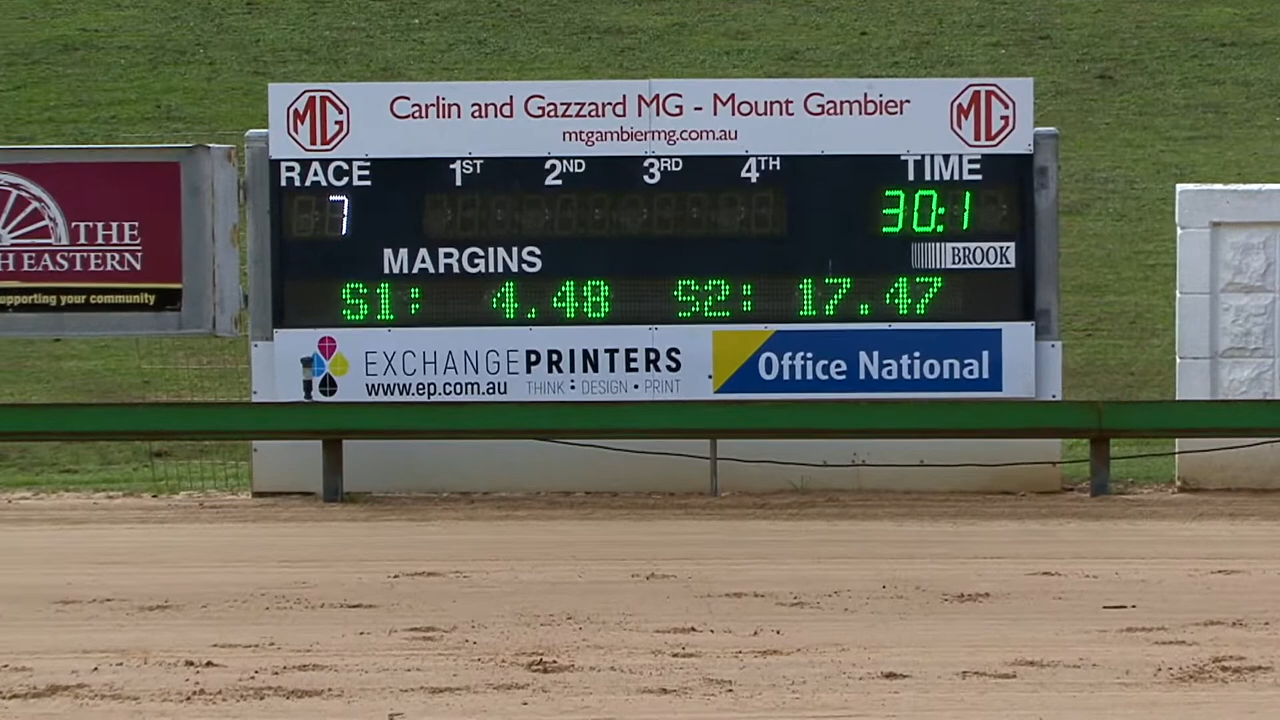 MG Carlin and Gazzard MG - Mount Gambier MG
mtgambiermg.com.au
RACE 1ST 2ND 3RD 4TH TIME
7 30:1
MARGINS BROOK
S1: 4.48 S2: 17.47
THE
EASTERN
upporting your community
EXCHANGEPRINTERS
www.ep.com.au THINK : DESIGN • PRINT
Office National